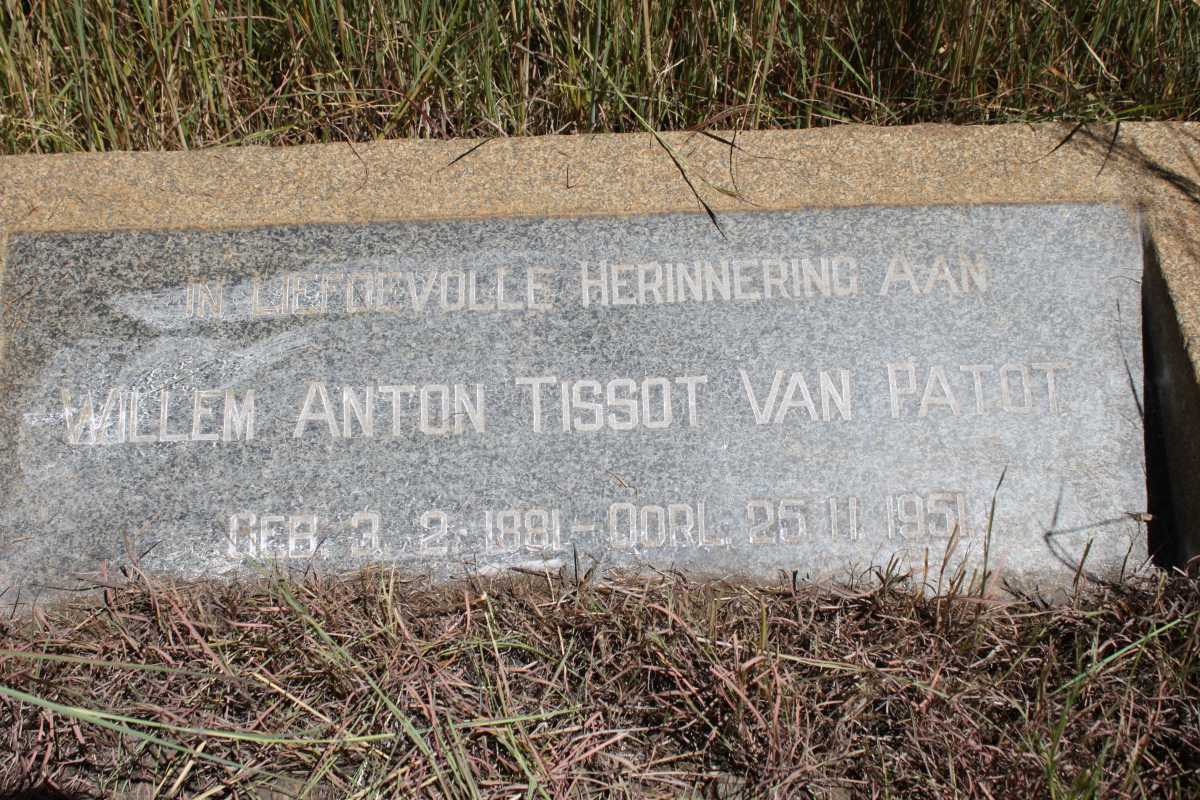 IN LIEFDEVOLLE HERINNERING AAN
WILLEM ANTON TISSOT VAN PATOT
GEB. 3. 2. 1881 - OORL. 25 11 1951